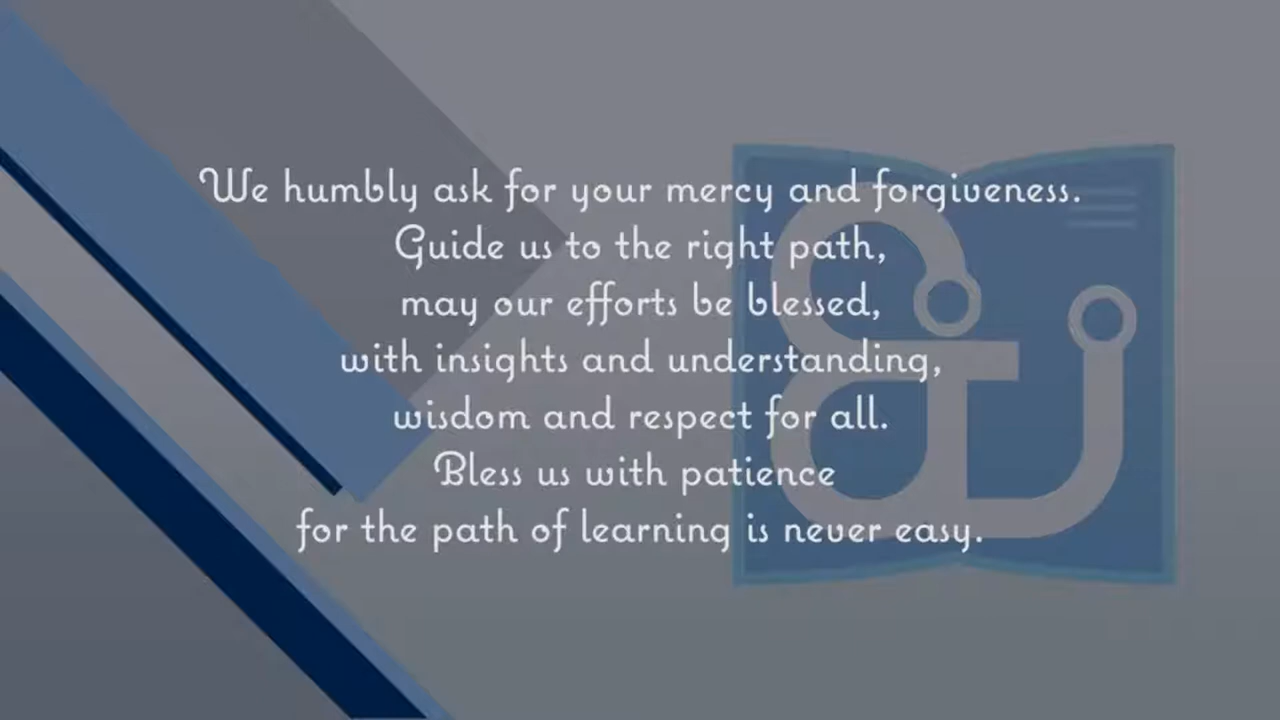 We humbly ask for your mercy and forgiveness.
Guide us to the right path,
may our efforts be blessed,
with insights and understanding,
wisdom and respect for all.
Bless us with patience
for the path of learning is never easy.